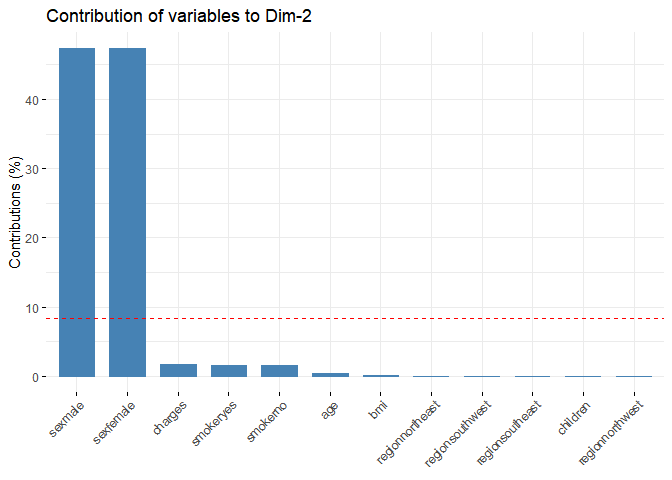 Contribution of variables to Dim-2
Contributions (%)
40
30
20
10
0
sexmale
sexfemale
charges
smokeryes
smokerno
age
bmi
regionnortheast
regionsouthwest
regionsoutheast
children
regionnorthwest